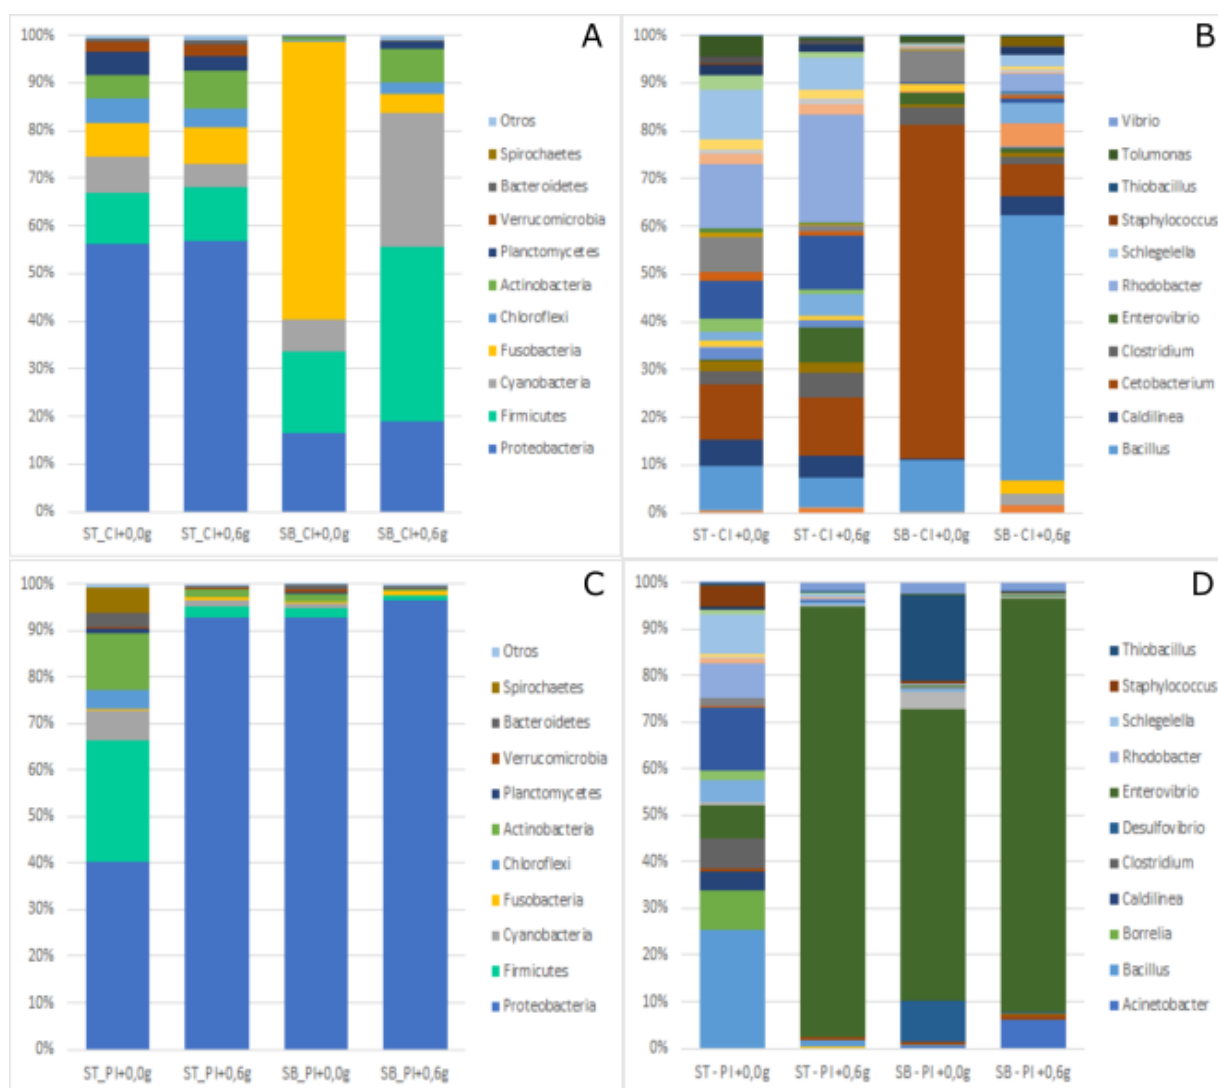 A
100%
90%
80%
70%
60%
50%
40%
30%
20%
10%
0%
ST_CI+0,0g ST_CI+0,6g SB_CI+0,0g SB_CI+0,6g
Otros
Spirochaetes
Bacteroidetes
Verrucomicrobia
Planctomycetes
Actinobacteria
Chloroflexi
Fusobacteria
Cyanobacteria
Firmicutes
Proteobacteria
B
100%
90%
80%
70%
60%
50%
40%
30%
20%
10%
0%
ST - CI +0,0g ST - CI +0,6g SB - CI +0,0g SB - CI +0,6g
Vibrio
Tolumonas
Thiobacillus
Staphylococcus
Schlegelella
Rhodobacter
Enterovibrio
Clostridium
Cetobacterium
Caldilinea
Bacillus
C
100%
90%
80%
70%
60%
50%
40%
30%
20%
10%
0%
ST_PI+0,0g ST_PI+0,6g SB_PI+0,0g SB_PI+0,6g
Otros
Spirochaetes
Bacteroidetes
Verrucomicrobia
Planctomycetes
Actinobacteria
Chloroflexi
Fusobacteria
Cyanobacteria
Firmicutes
Proteobacteria
D
100%
90%
80%
70%
60%
50%
40%
30%
20%
10%
0%
ST - PI +0,0g ST - PI +0,6g SB - PI +0,0g SB - PI +0,6g
Thiobacillus
Staphylococcus
Schlegelella
Rhodobacter
Enterovibrio
Desulfovibrio
Clostridium
Caldilinea
Borrelia
Bacillus
Acinetobacter